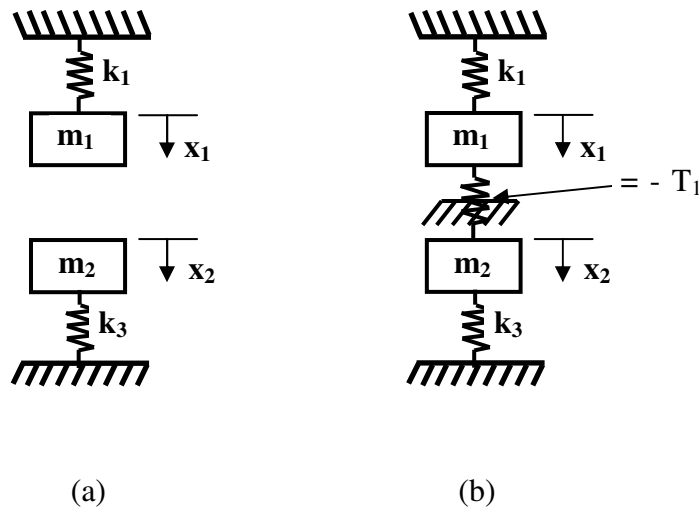 k₁ k₁
m₁ x₁ m₁ x₁
= - T₁
m₂ x₂ m₂ x₂
k₃ k₃
(a) (b)